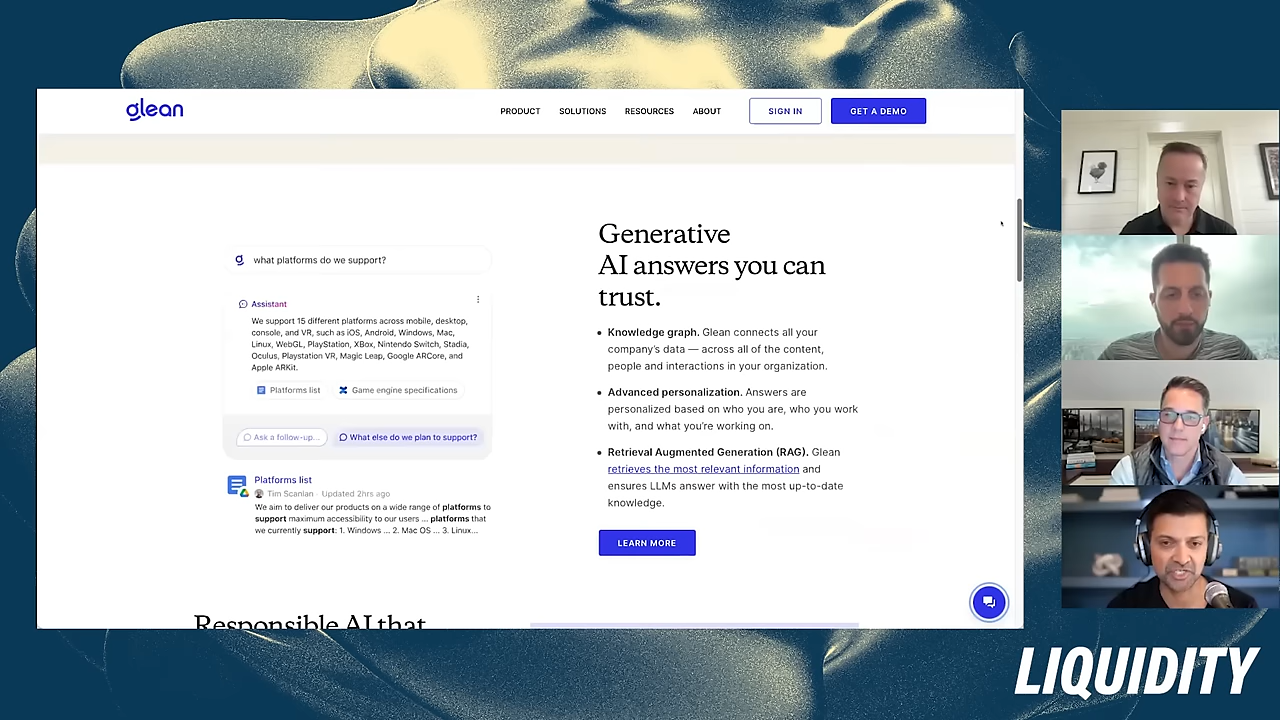 glean
PRODUCT SOLUTIONS RESOURCES ABOUT SIGN IN GET A DEMO
what platforms do we support?
Assistant
We support 15 different platforms across mobile, desktop,
console, and VR, such as iOS, Android, Windows, Mac,
Linux, WebGL, PlayStation, XBox, Nintendo Switch, Stadia,
Oculus, Playstation VR, Magic Leap, Google ARCore, and
Apple ARKit.
Platforms list Game engine specifications
Ask a follow-up... What else do we plan to support?
Platforms list
Tim Scanlan · Updated 2hrs ago
We aim to deliver our products on a wide range of platforms to
support maximum accessibility to our users ... platforms that
we currently support: 1. Windows ... 2. Mac OS ... 3. Linux...
Generative
AI answers you can
trust.
• Knowledge graph. Glean connects all your
company's data — across all of the content,
people and interactions in your organization.
• Advanced personalization. Answers are
personalized based on who you are, who you work
with, and what you're working on.
• Retrieval Augmented Generation (RAG). Glean
retrieves the most relevant information and
ensures LLMs answer with the most up-to-date
knowledge.
LEARN MORE
Responsible AI that
LIQUIDITY